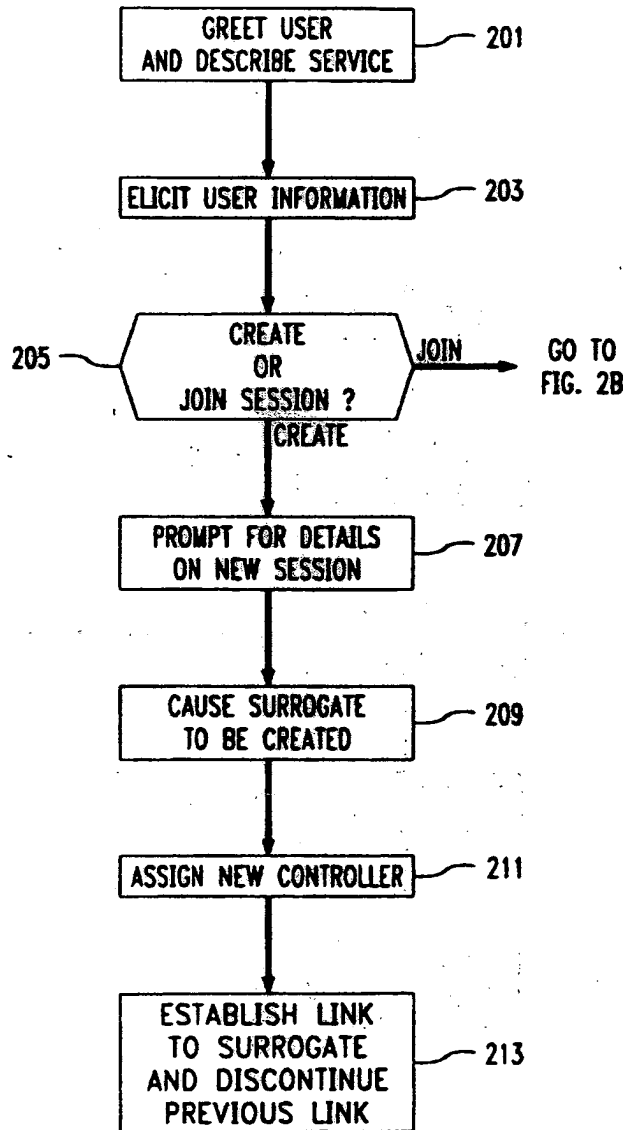 GREET USER
AND DESCRIBE SERVICE
201
ELICIT USER INFORMATION
203
205
CREATE
OR
JOIN SESSION ?
JOIN
GO TO
FIG. 2B
CREATE
PROMPT FOR DETAILS
ON NEW SESSION
207
CAUSE SURROGATE
TO BE CREATED
209
ASSIGN NEW CONTROLLER
211
ESTABLISH LINK
TO SURROGATE
AND DISCONTINUE
PREVIOUS LINK
213